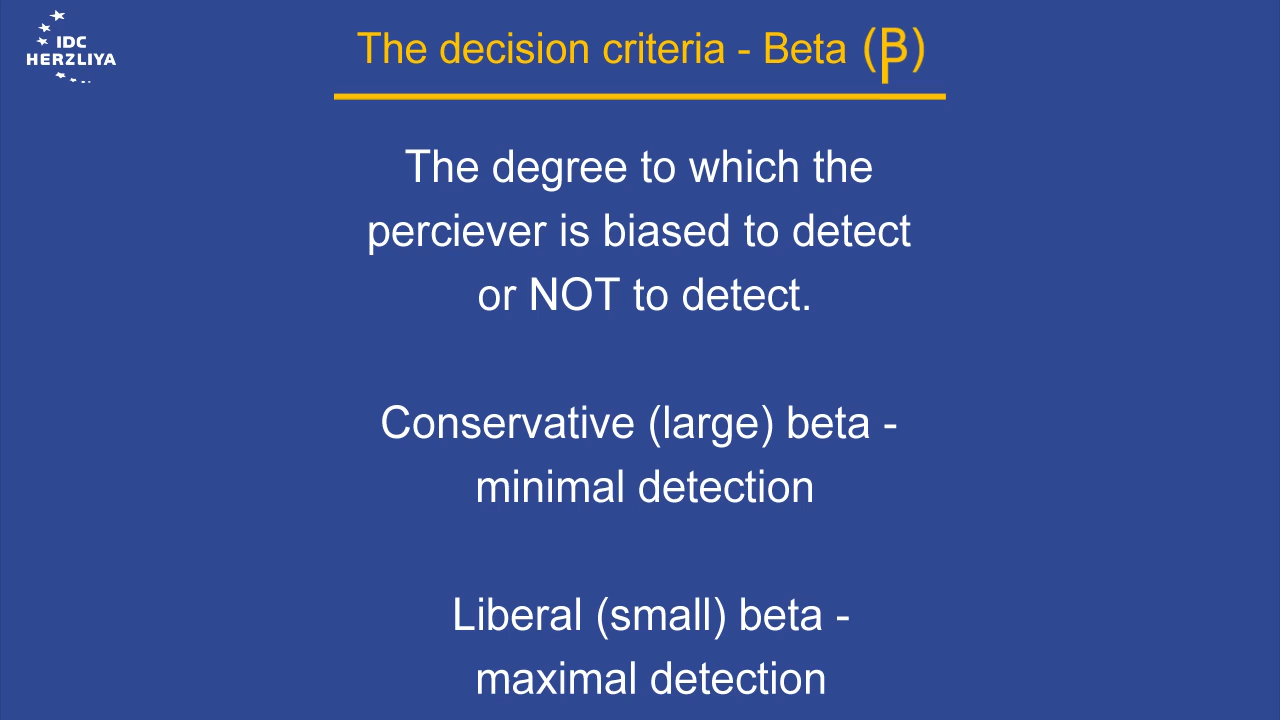 IDC
HERZLIYA
The decision criteria - Beta (β)
The degree to which the
perciever is biased to detect
or NOT to detect.
Conservative (large) beta -
minimal detection
Liberal (small) beta -
maximal detection